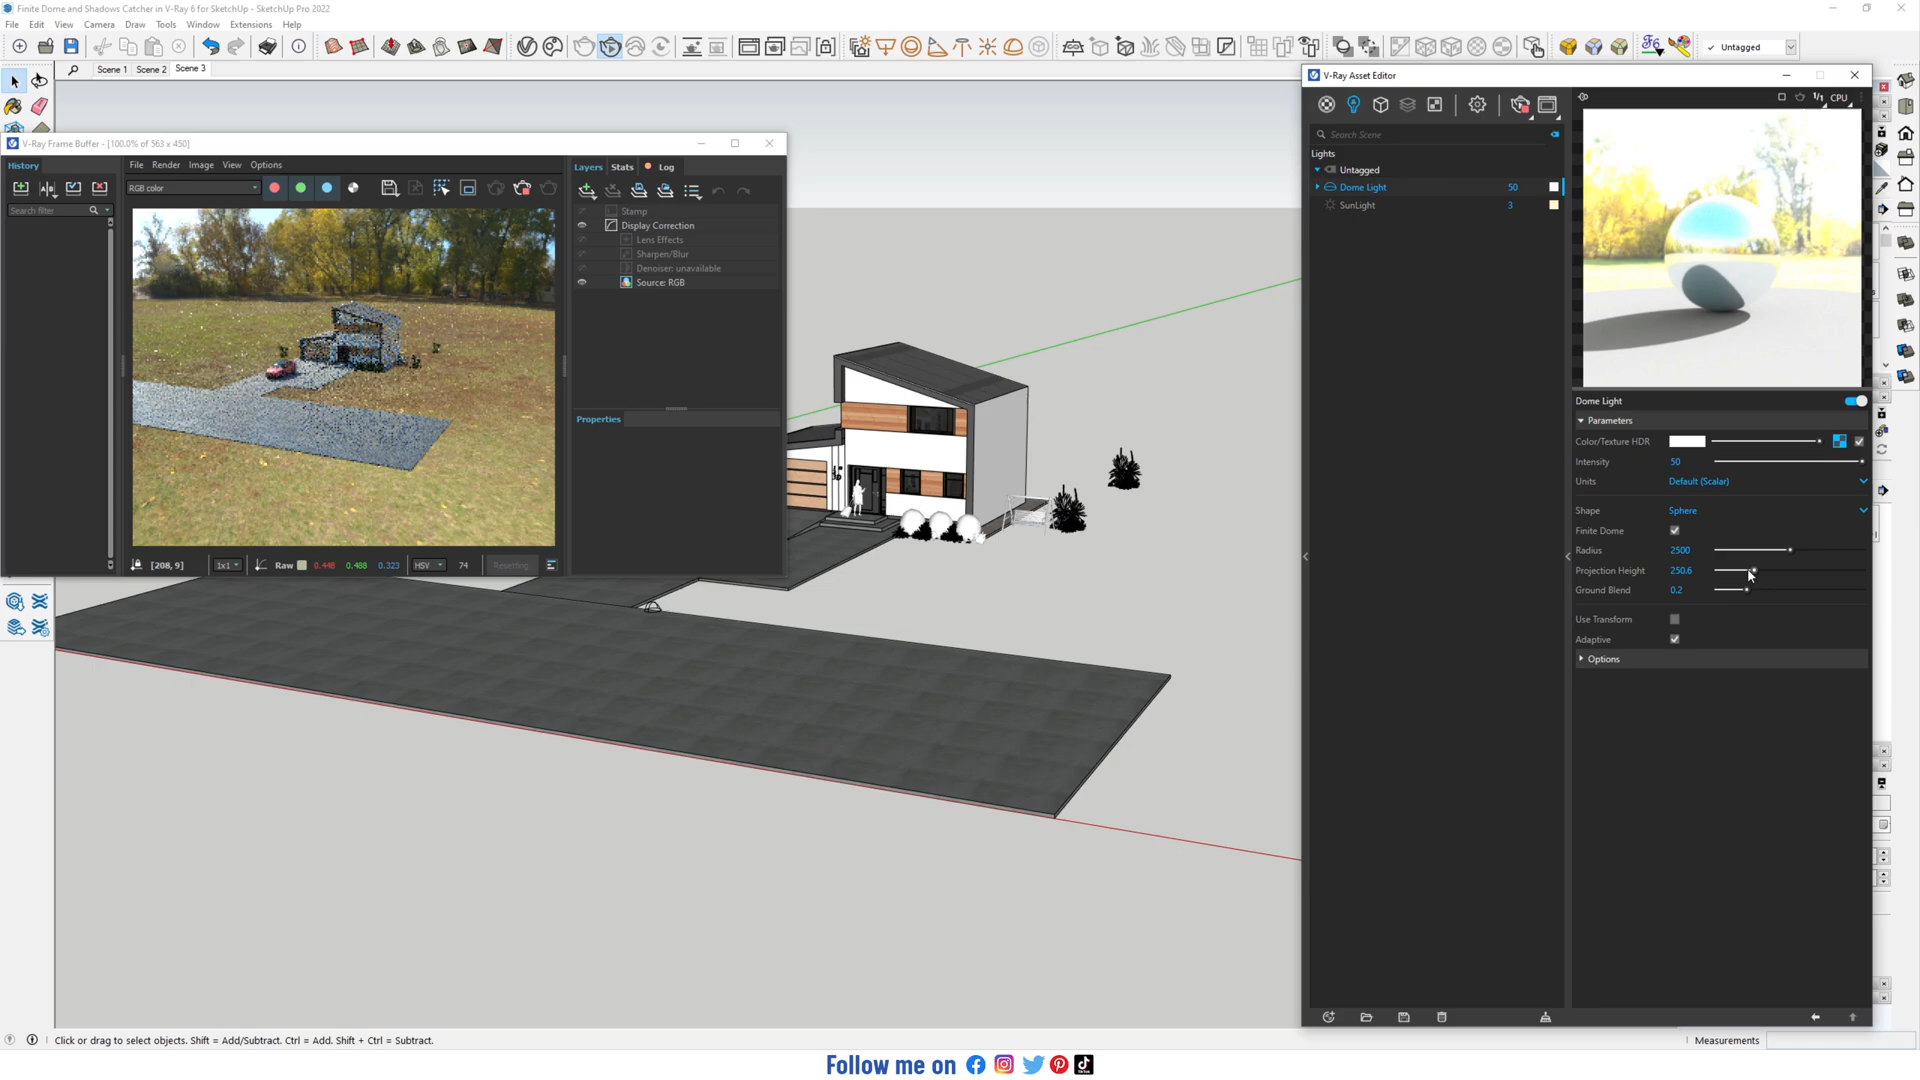 Finite Dome and Shadows Catcher in V-Ray 6 for SketchUp - SketchUp Pro 2022
File Edit View Camera Draw Tools Window Extensions Help
Untagged
Scene 1 Scene 2 Scene 3
V-Ray Frame Buffer - [100.0% of 563 x 450]
History
File Render Image View Options
RGB color
Search filter
Layers Stats Log
Stamp
Display Correction
Lens Effects
Sharpen/Blur
Denoiser: unavailable
Source: RGB
Properties
[208, 9] 1x1 Raw 0.448 0.488 0.323 HSV 74 Resetting
V-Ray Asset Editor
1/1 CPU
Search Scene
Lights
Untagged
Dome Light 50
SunLight 3
Dome Light
Parameters
Color/Texture HDR
Intensity 50
Units Default (Scalar)
Shape Sphere
Finite Dome
Radius 2500
Projection Height 250.6
Ground Blend 0.2
Use Transform
Adaptive
Options
Click or drag to select objects. Shift = Add/Subtract. Ctrl = Add. Shift + Ctrl = Subtract.
Measurements
Follow me on